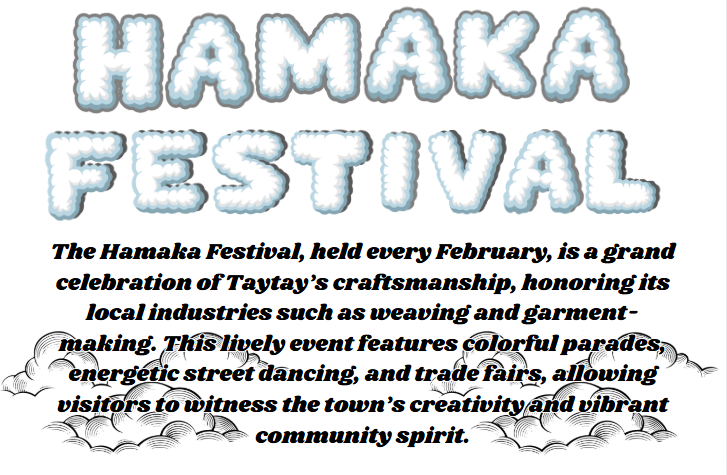 HAMAKA
FESTIVAL
The Hamaka Festival, held every February, is a grand
celebration of Taytay’s craftsmanship, honoring its
local industries such as weaving and garment-
making. This lively event features colorful parades,
energetic street dancing, and trade fairs, allowing
visitors to witness the town’s creativity and vibrant
community spirit.